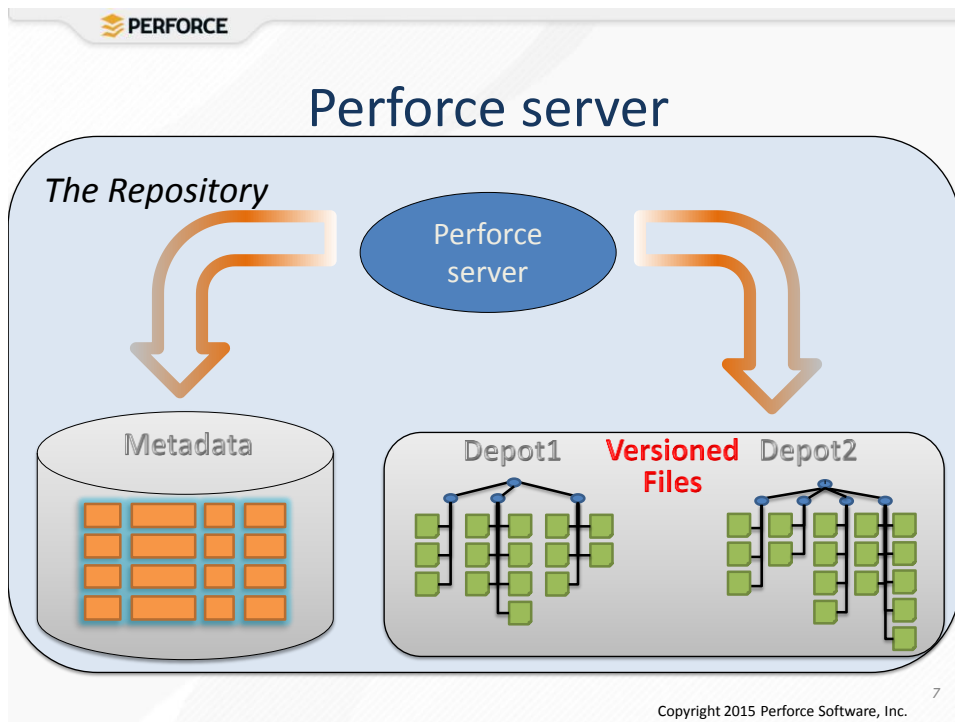 PERFORCE
Perforce server
The Repository
Perforce
server
Metadata
Depot1
Versioned
Files
Depot2
7
Copyright 2015 Perforce Software, Inc.